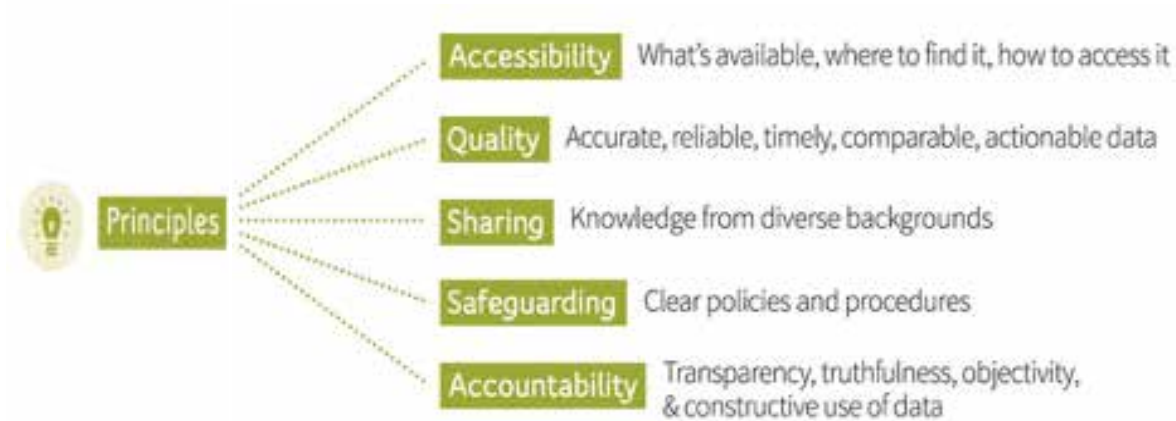 Principles
Accessibility What's available, where to find it, how to access it
Quality Accurate, reliable, timely, comparable, actionable data
Sharing Knowledge from diverse backgrounds
Safeguarding Clear policies and procedures
Accountability Transparency, truthfulness, objectivity,
& constructive use of data